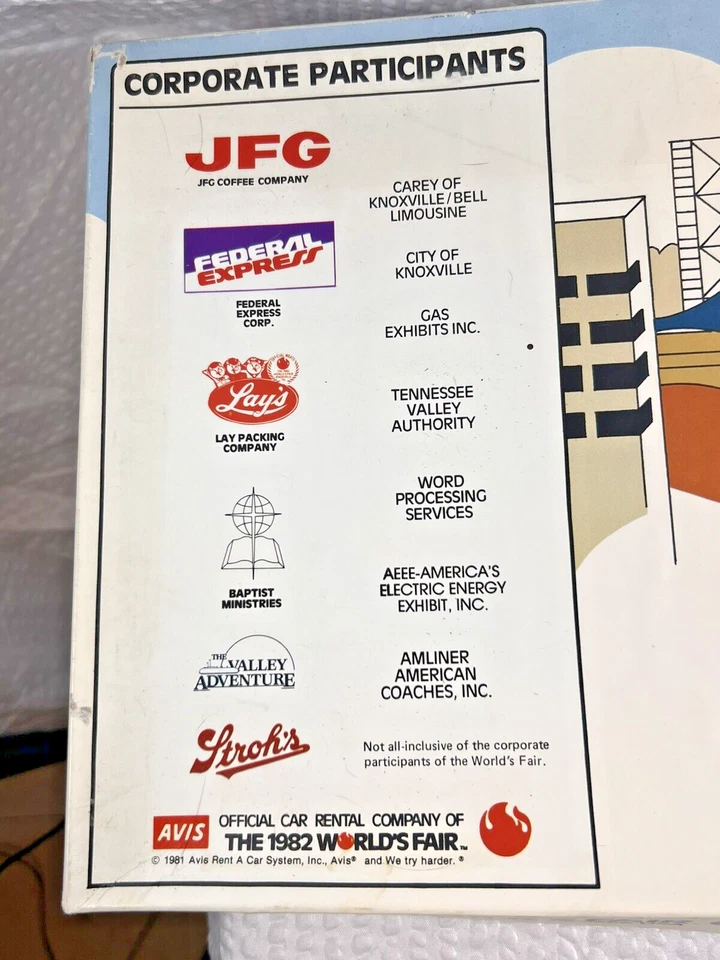 CORPORATE PARTICIPANTS
JFG
JFG COFFEE COMPANY
FEDERAL
EXPRESS
FEDERAL
EXPRESS
CORP.
Lay's
LAY PACKING
COMPANY
BAPTIST
MINISTRIES
THE VALLEY
ADVENTURE
Stroh's
CAREY OF
KNOXVILLE/BELL
LIMOUSINE
CITY OF
KNOXVILLE
GAS
EXHIBITS INC.
TENNESSEE
VALLEY
AUTHORITY
WORD
PROCESSING
SERVICES
AEEE-AMERICA'S
ELECTRIC ENERGY
EXHIBIT, INC.
AMLINER
AMERICAN
COACHES, INC.
Not all-inclusive of the corporate
participants of the World's Fair.
AVIS
OFFICIAL CAR RENTAL COMPANY OF
THE 1982 WORLD'S FAIR™
© 1981 Avis Rent A Car System, Inc., Avis® and We try harder.®